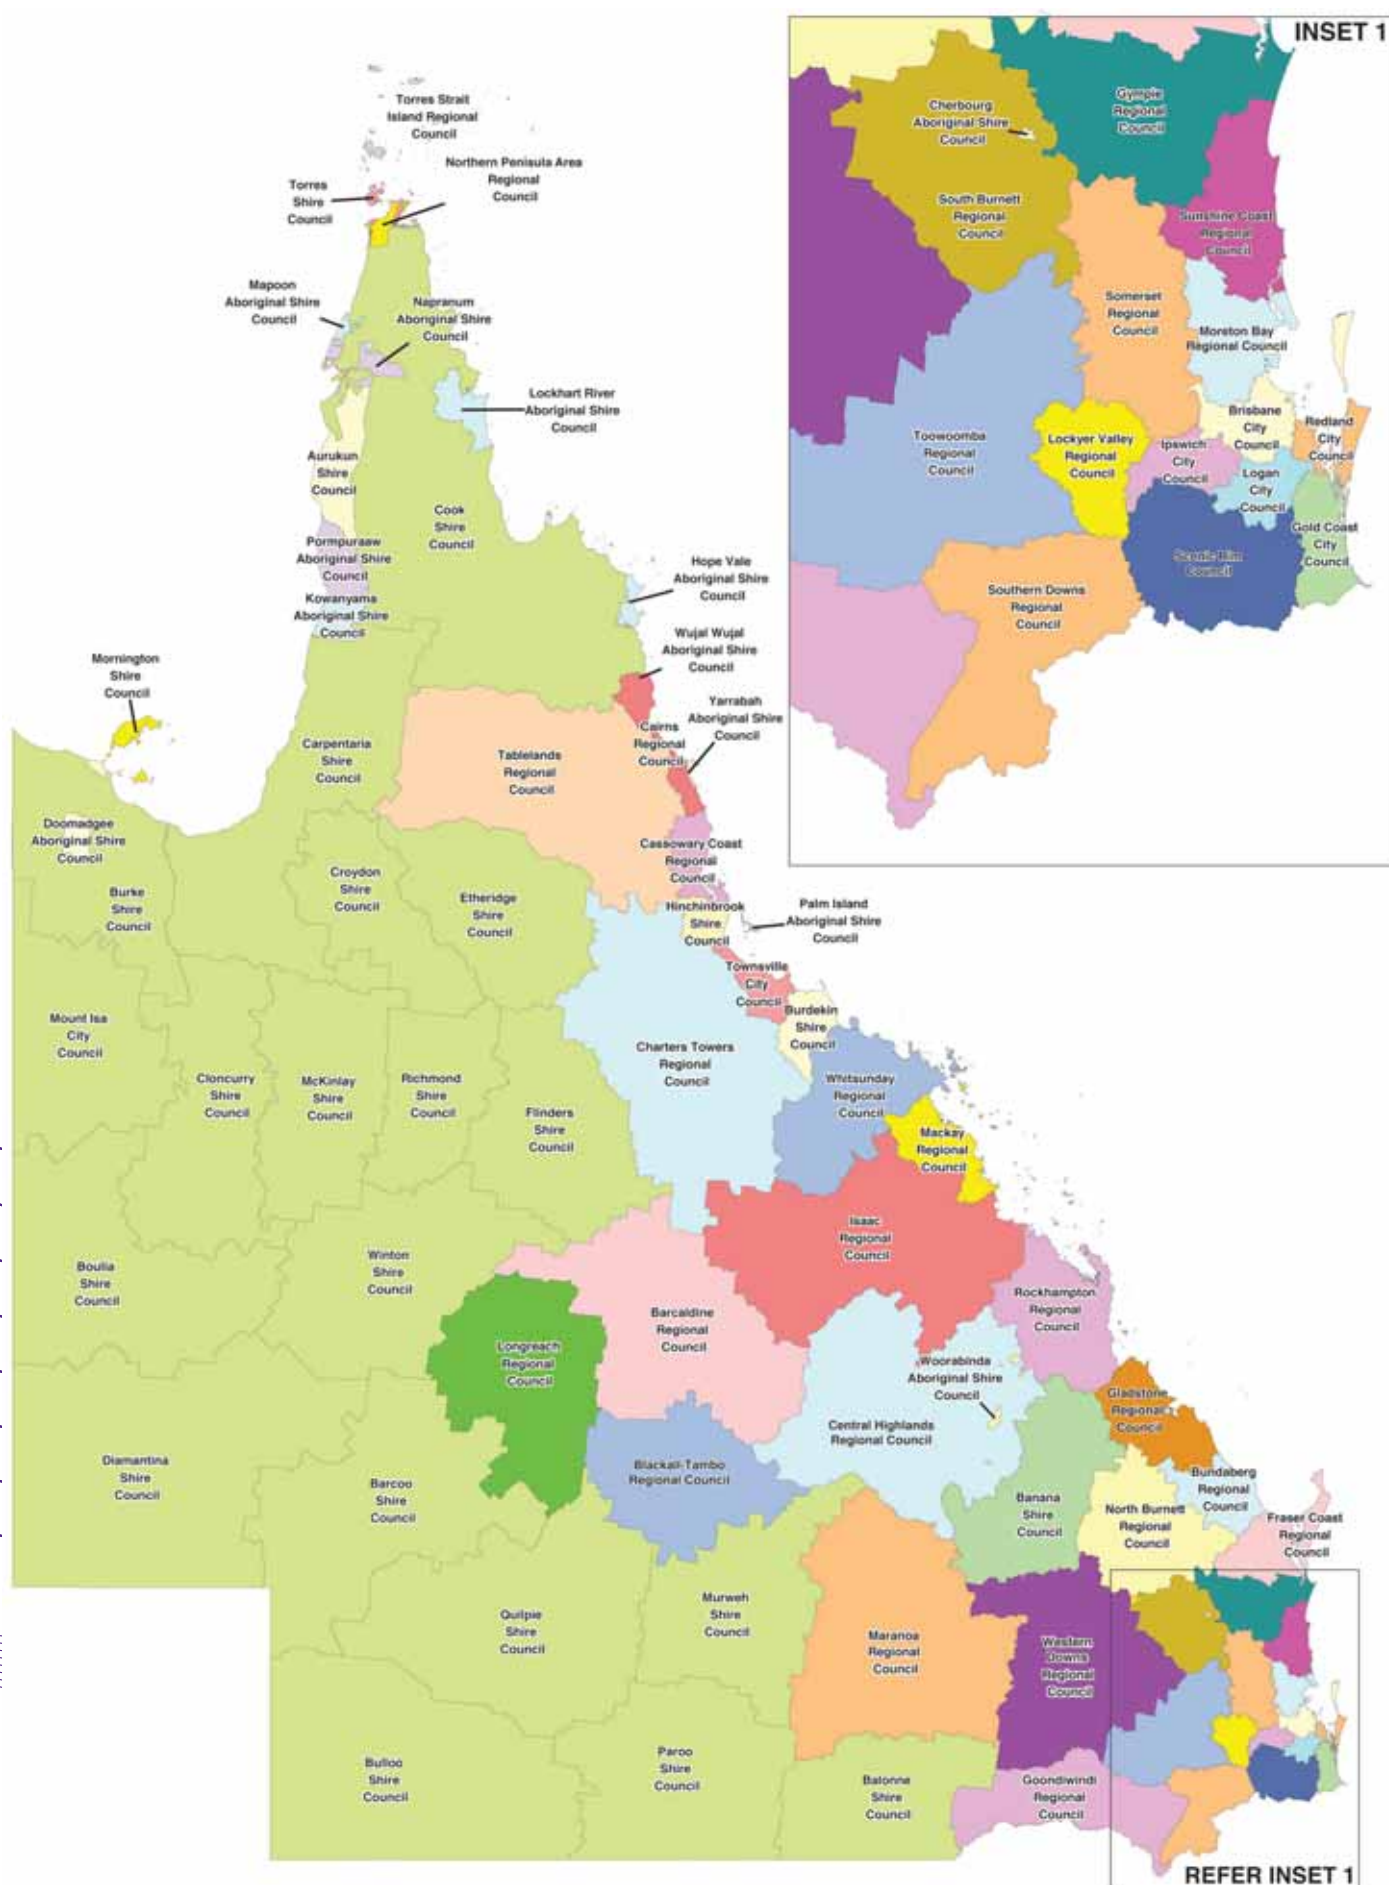 INSET 1
Torres Strait
Island Regional
Council
Northern Penisula Area
Regional
Council
Torres
Shire
Council
Mapoon
Aboriginal Shire
Council
Napranum
Aboriginal Shire
Council
Lockhart River
Aboriginal Shire
Council
Aurukun
Shire
Council
Cook
Shire
Council
Pormpuraaw
Aboriginal Shire
Council
Kowanyama
Aboriginal Shire
Council
Hope Vale
Aboriginal Shire
Council
Wujal Wujal
Aboriginal Shire
Council
Mornington
Shire
Council
Yarrabah
Aboriginal Shire
Council
Cairns
Regional
Council
Carpentaria
Shire
Council
Tablelands
Regional
Council
Doomadgee
Aboriginal Shire
Council
Cassowary Coast
Regional
Council
Burke
Shire
Council
Croydon
Shire
Council
Etheridge
Shire
Council
Hinchinbrook
Shire
Council
Palm Island
Aboriginal Shire
Council
Townsville
City
Council
Burdekin
Shire
Council
Mount Isa
City
Council
Cloncurry
Shire
Council
McKinlay
Shire
Council
Richmond
Shire
Council
Flinders
Shire
Council
Charters Towers
Regional
Council
Whitsunday
Regional
Council
Mackay
Regional
Council
Isaac
Regional
Council
Boulia
Shire
Council
Winton
Shire
Council
Longreach
Regional
Council
Barcaldine
Regional
Council
Rockhampton
Regional
Council
Woorabinda
Aboriginal Shire
Council
Central Highlands
Regional Council
Gladstone
Regional
Council
Diamantina
Shire
Council
Barcoo
Shire
Council
Blackall-Tambo
Regional Council
Banana
Shire
Council
North Burnett
Regional
Council
Bundaberg
Regional
Council
Fraser Coast
Regional
Council
Quilpie
Shire
Council
Murweh
Shire
Council
Maranoa
Regional
Council
Western
Downs
Regional
Council
Bulloo
Shire
Council
Paroo
Shire
Council
Balonne
Shire
Council
Goondiwindi
Regional
Council
REFER INSET 1
Gympie
Regional
Council
Cherbourg
Aboriginal Shire
Council
South Burnett
Regional
Council
Sunshine Coast
Regional
Council
Somerset
Regional
Council
Moreton Bay
Regional Council
Toowoomba
Regional
Council
Lockyer Valley
Regional
Council
Ipswich
City
Council
Brisbane
City
Council
Redland
City
Council
Logan
City
Council
Gold Coast
City
Council
Scenic Rim
Council
Southern Downs
Regional
Council